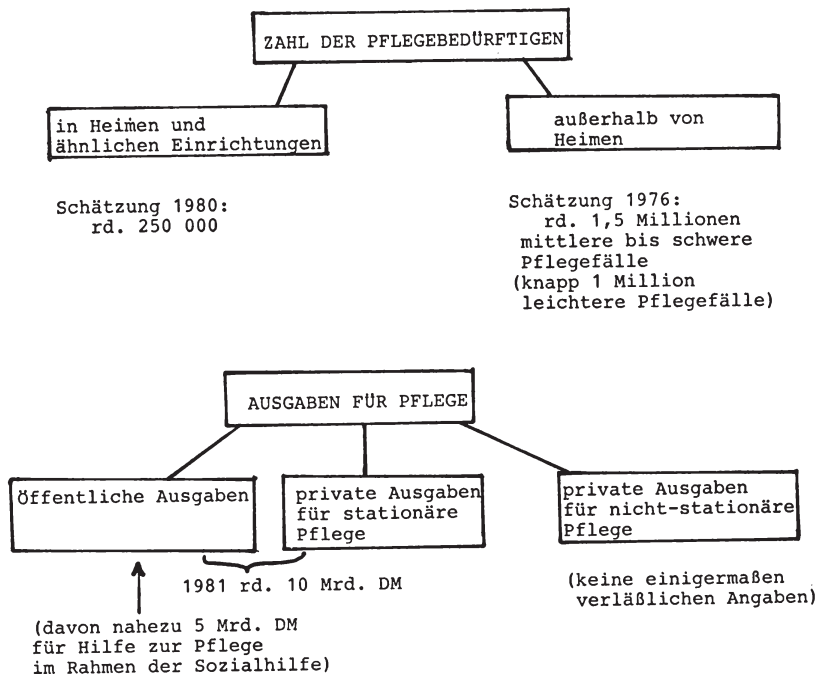 ZAHL DER PFLEGEBEDÜRFTIGEN
in Heimen und
ähnlichen Einrichtungen
außerhalb von
Heimen
Schätzung 1980:
rd. 250 000
Schätzung 1976:
rd. 1,5 Millionen
mittlere bis schwere
Pflegefälle
(knapp 1 Million
leichtere Pflegefälle)
AUSGABEN FÜR PFLEGE
öffentliche Ausgaben
private Ausgaben
für stationäre
Pflege
private Ausgaben
für nicht-stationäre
Pflege
1981 rd. 10 Mrd. DM
(keine einigermaßen
verläßlichen Angaben)
(davon nahezu 5 Mrd. DM
für Hilfe zur Pflege
im Rahmen der Sozialhilfe)